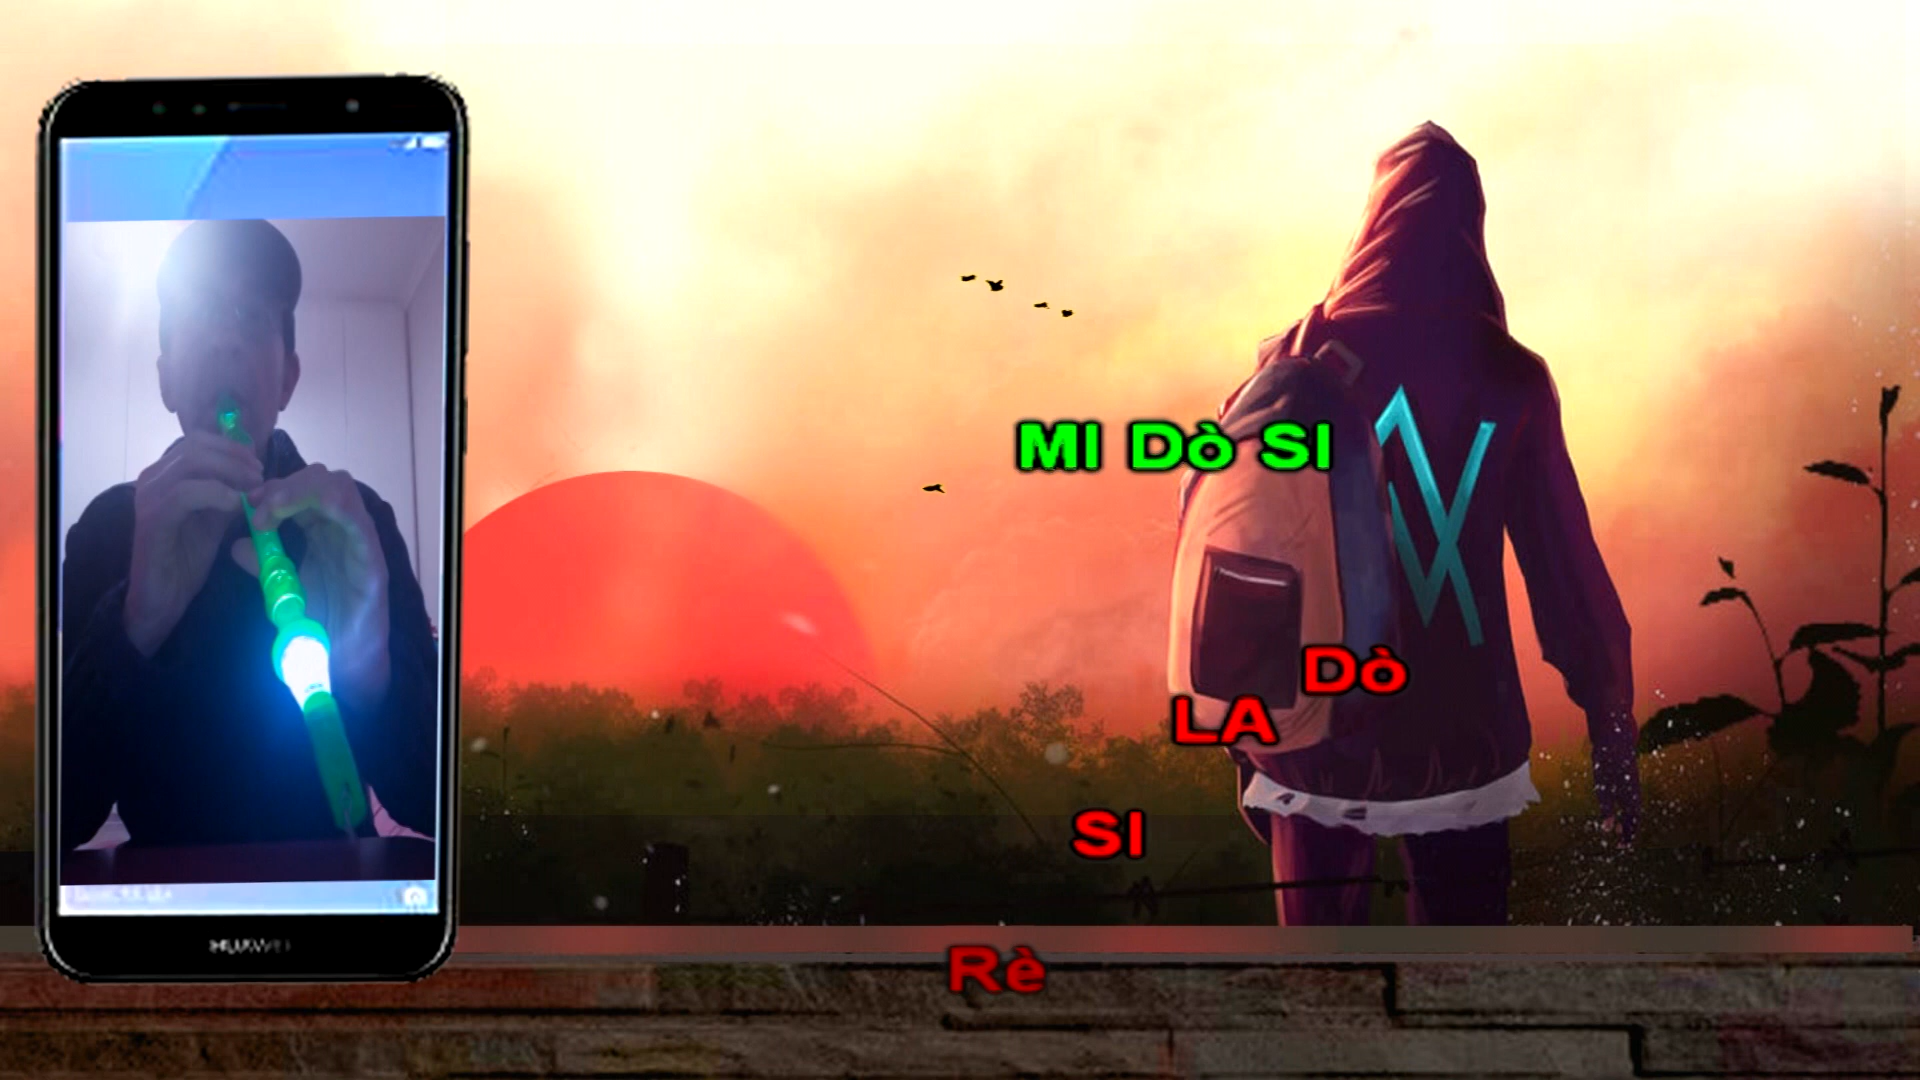 MI Dò SI
Dò
LA
SI
Rè
HUAWEI